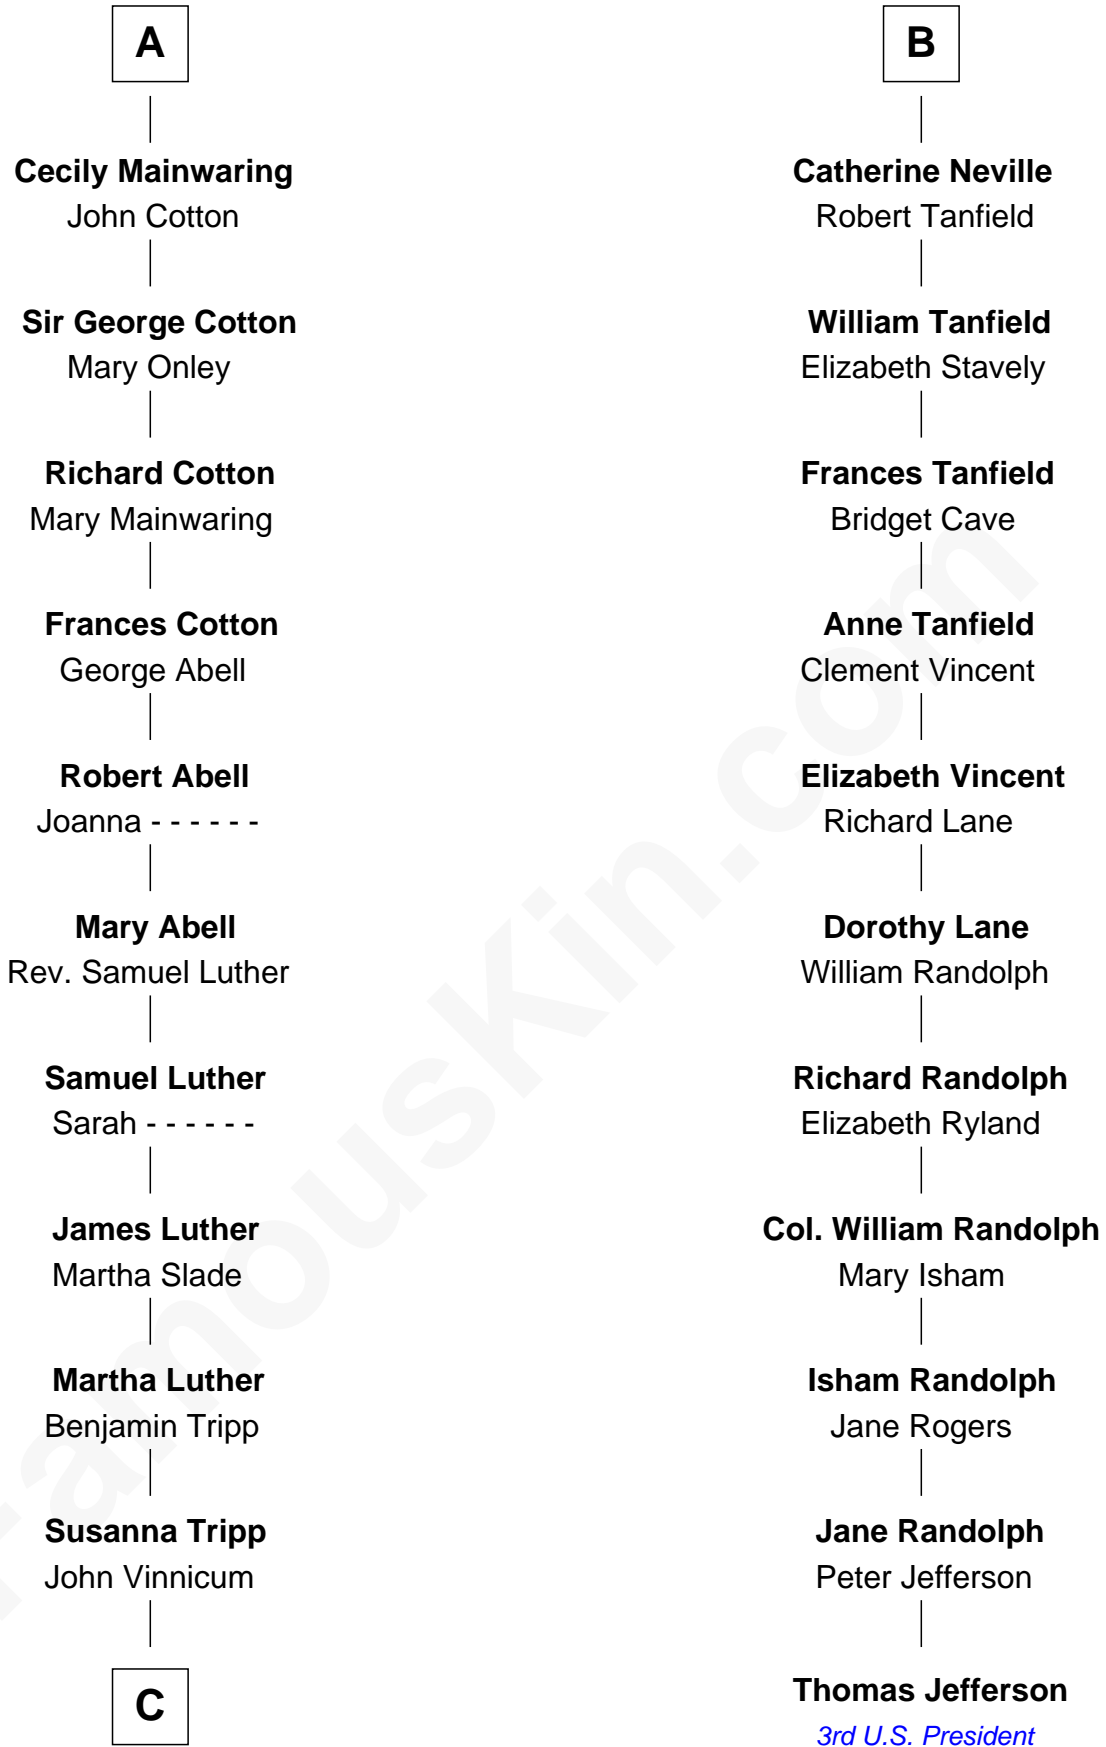 A
Cecily Mainwaring
John Cotton
Sir George Cotton
Mary Onley
Richard Cotton
Mary Mainwaring
Frances Cotton
George Abell
Robert Abell
Joanna - - - - - -
Mary Abell
Rev. Samuel Luther
Samuel Luther
Sarah - - - - - -
James Luther
Martha Slade
Martha Luther
Benjamin Tripp
Susanna Tripp
John Vinnicum
C
B
Catherine Neville
Robert Tanfield
William Tanfield
Elizabeth Stavely
Frances Tanfield
Bridget Cave
Anne Tanfield
Clement Vincent
Elizabeth Vincent
Richard Lane
Dorothy Lane
William Randolph
Richard Randolph
Elizabeth Ryland
Col. William Randolph
Mary Isham
Isham Randolph
Jane Rogers
Jane Randolph
Peter Jefferson
Thomas Jefferson
3rd U.S. President
FamousKin.com